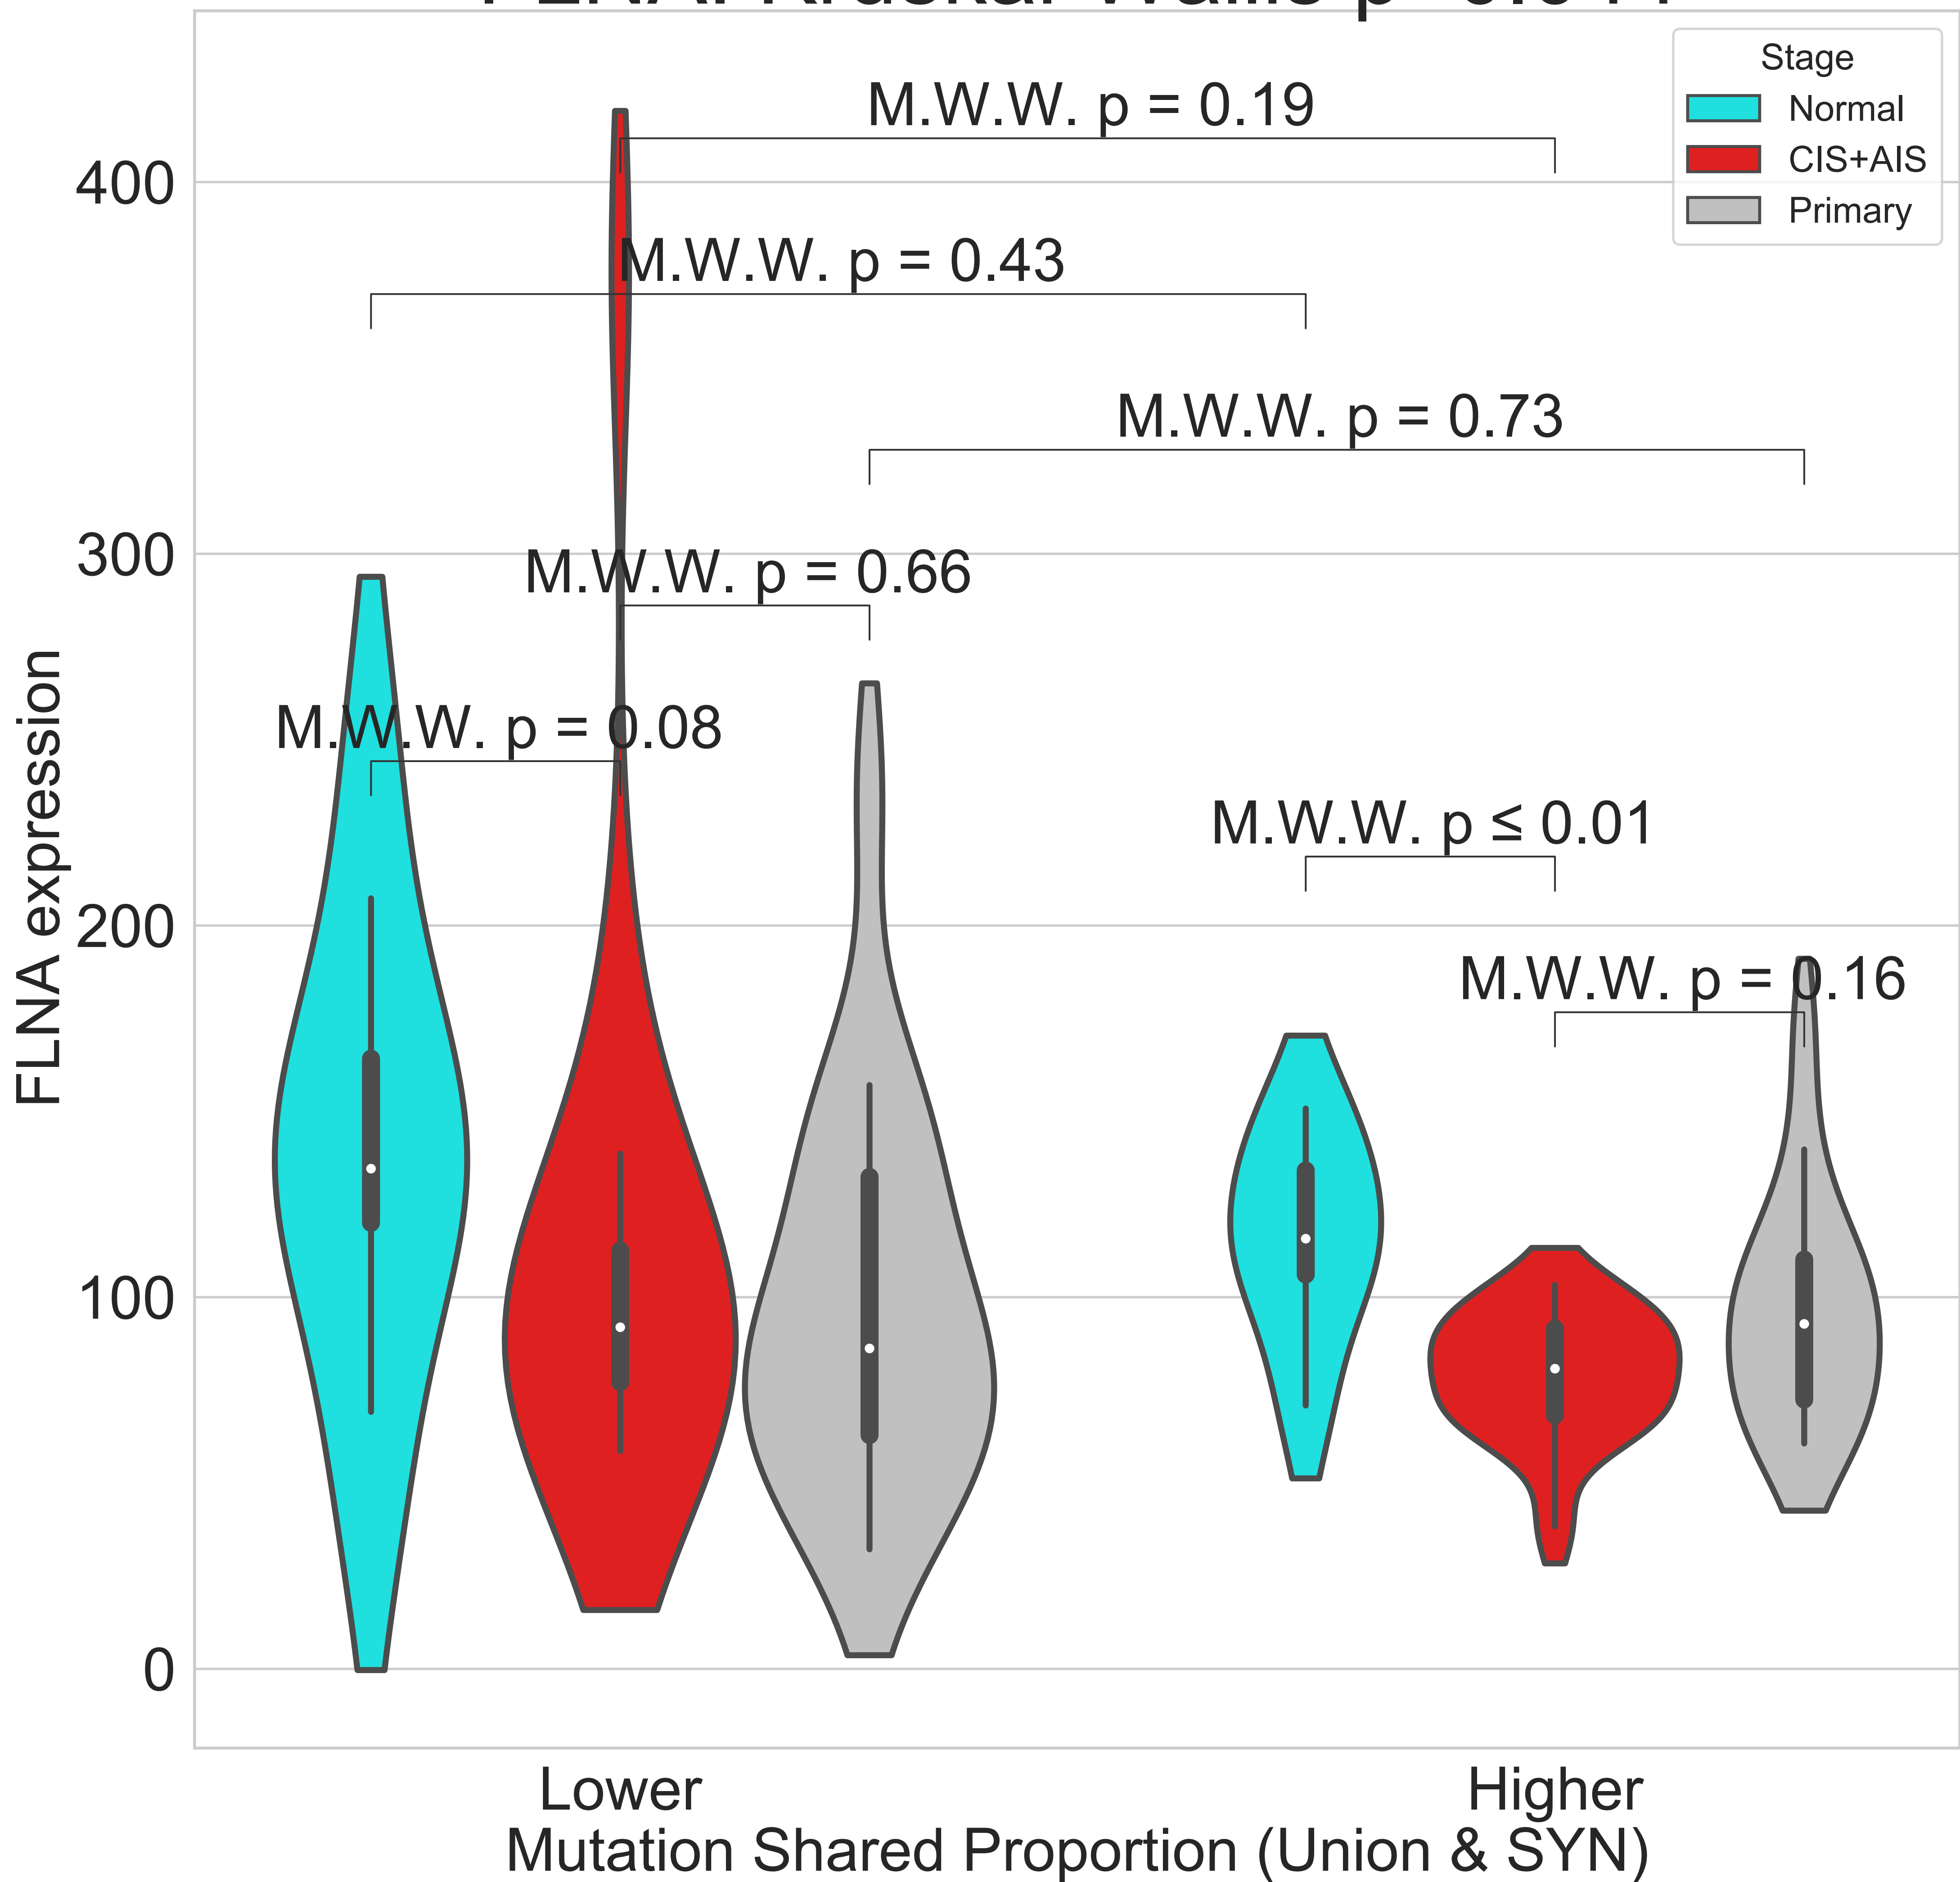 Stage
Normal
CIS+AIS
Primary
M.W.W. p = 0.19
M.W.W. p = 0.43
M.W.W. p = 0.73
M.W.W. p = 0.66
M.W.W. p = 0.08
M.W.W. p ≤ 0.01
M.W.W. p = 0.16
400
300
200
100
0
FLNA expression
Lower
Higher
Mutation Shared Proportion (Union & SYN)